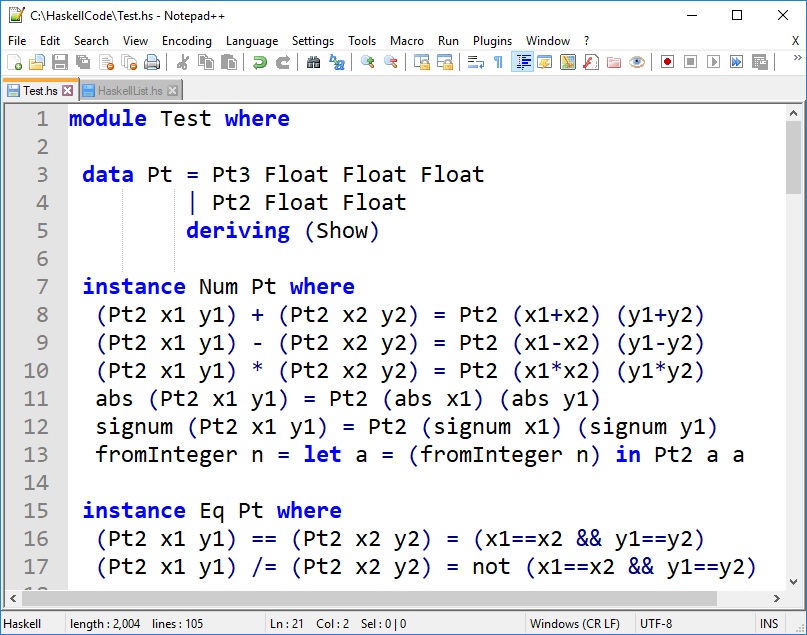 C:\HaskellCode\Test.hs - Notepad++
File Edit Search View Encoding Language Settings Tools Macro Run Plugins Window ? X
Test.hs HaskellList.hs
1 module Test where
2
3 data Pt = Pt3 Float Float Float
4 | Pt2 Float Float
5 deriving (Show)
6
7 instance Num Pt where
8 (Pt2 x1 y1) + (Pt2 x2 y2) = Pt2 (x1+x2) (y1+y2)
9 (Pt2 x1 y1) - (Pt2 x2 y2) = Pt2 (x1-x2) (y1-y2)
10 (Pt2 x1 y1) * (Pt2 x2 y2) = Pt2 (x1*x2) (y1*y2)
11 abs (Pt2 x1 y1) = Pt2 (abs x1) (abs y1)
12 signum (Pt2 x1 y1) = Pt2 (signum x1) (signum y1)
13 fromInteger n = let a = (fromInteger n) in Pt2 a a
14
15 instance Eq Pt where
16 (Pt2 x1 y1) == (Pt2 x2 y2) = (x1==x2 && y1==y2)
17 (Pt2 x1 y1) /= (Pt2 x2 y2) = not (x1==x2 && y1==y2)
Haskell length : 2,004 lines : 105 Ln : 21 Col : 2 Sel : 0 | 0 Windows (CR LF) UTF-8 INS